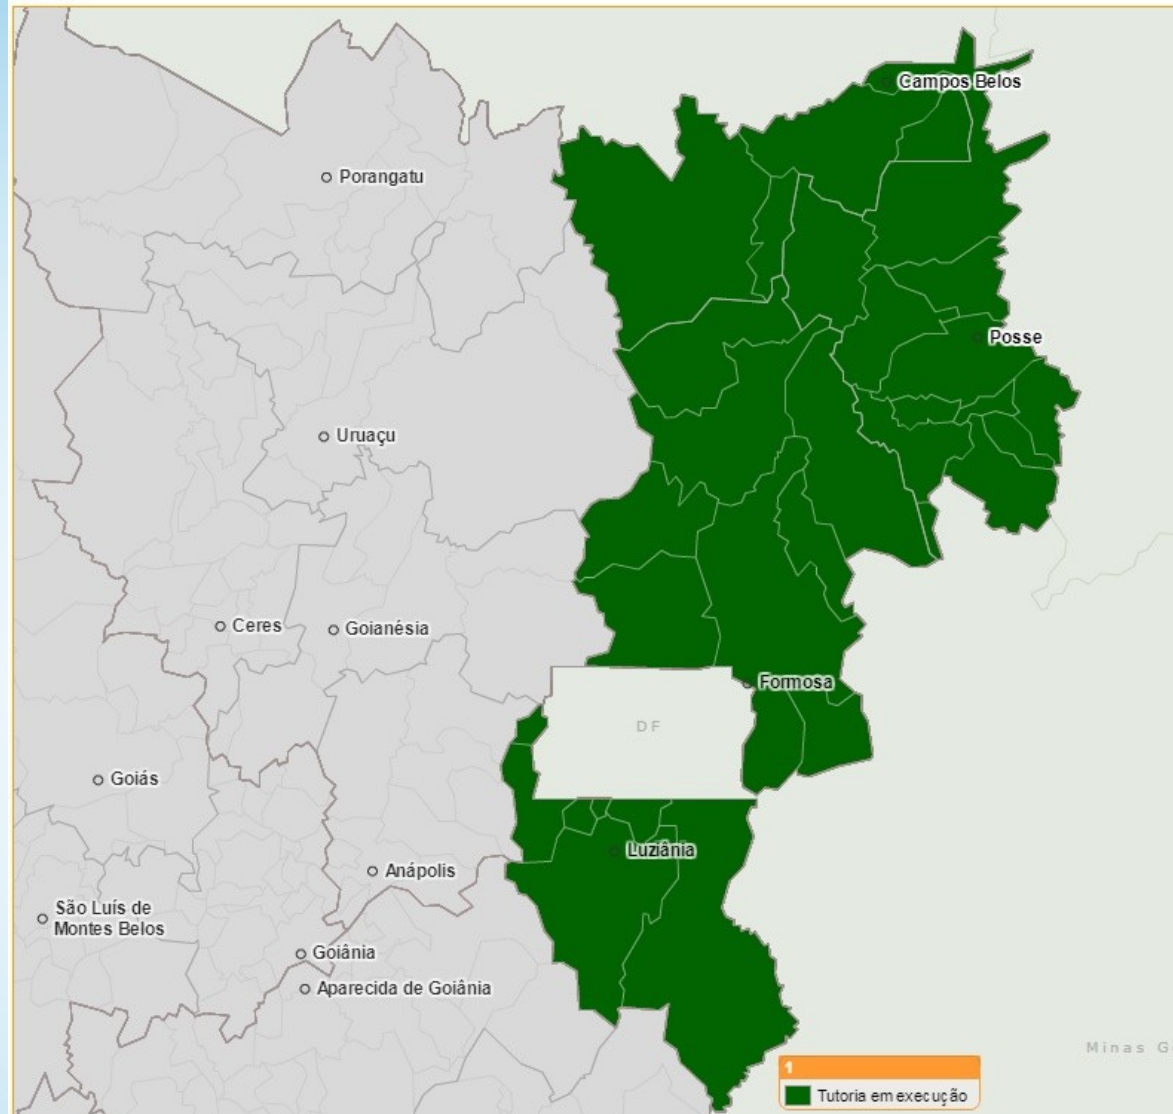 Campos Belos
Porangatu
Posse
Uruaçu
Ceres
Goianésia
Formosa
DF
Goiás
Luziânia
Anápolis
São Luís de
Montes Belos
Goiânia
Aparecida de Goiânia
Minas G
1
Tutoria em execução